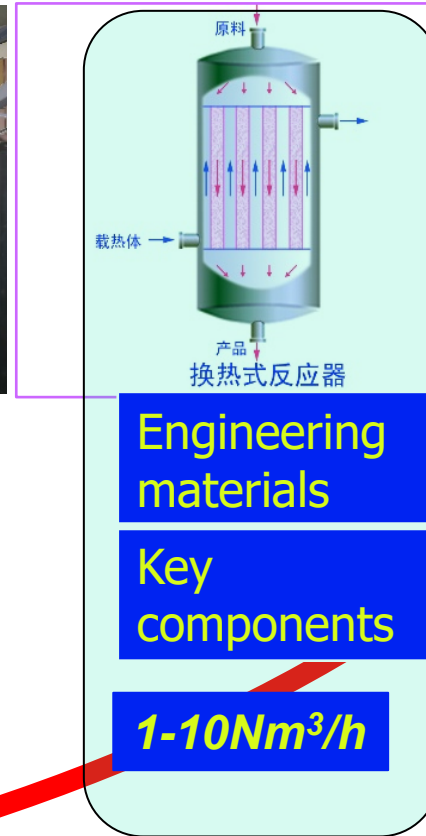 原料
载热体
产品
换热式反应器
Engineering
materials
Key
components
1-10Nm³/h